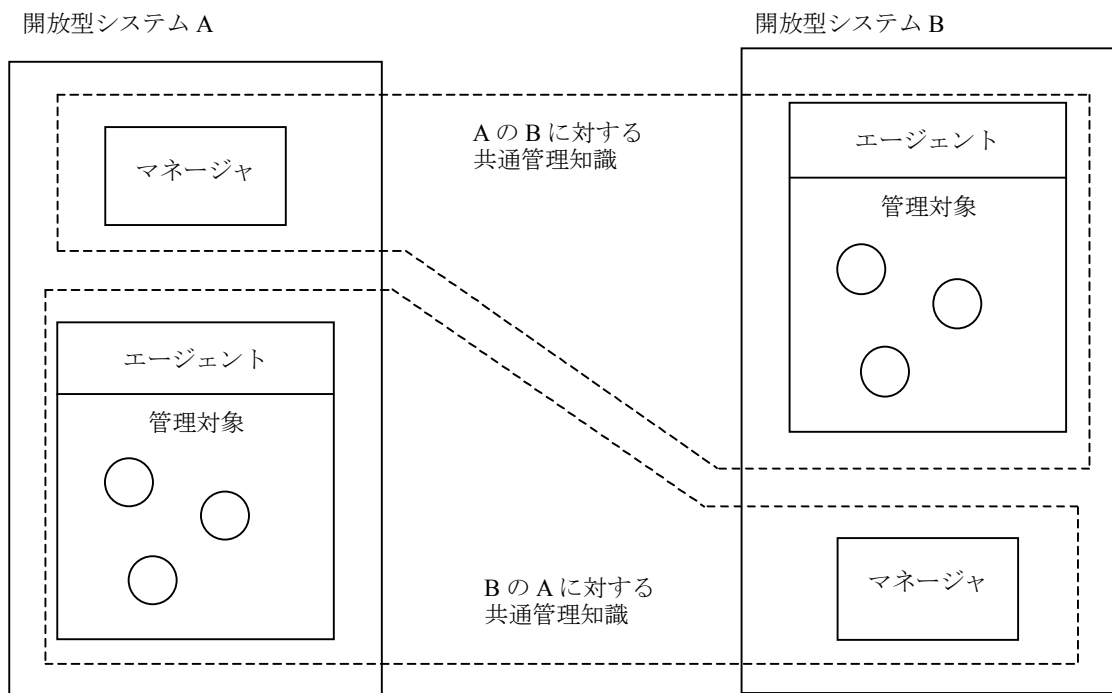 開放型システム A
開放型システム B
マネージャ
A の B に対する
共通管理知識
エージェント
管理対象
エージェント
管理対象
B の A に対する
共通管理知識
マネージャ